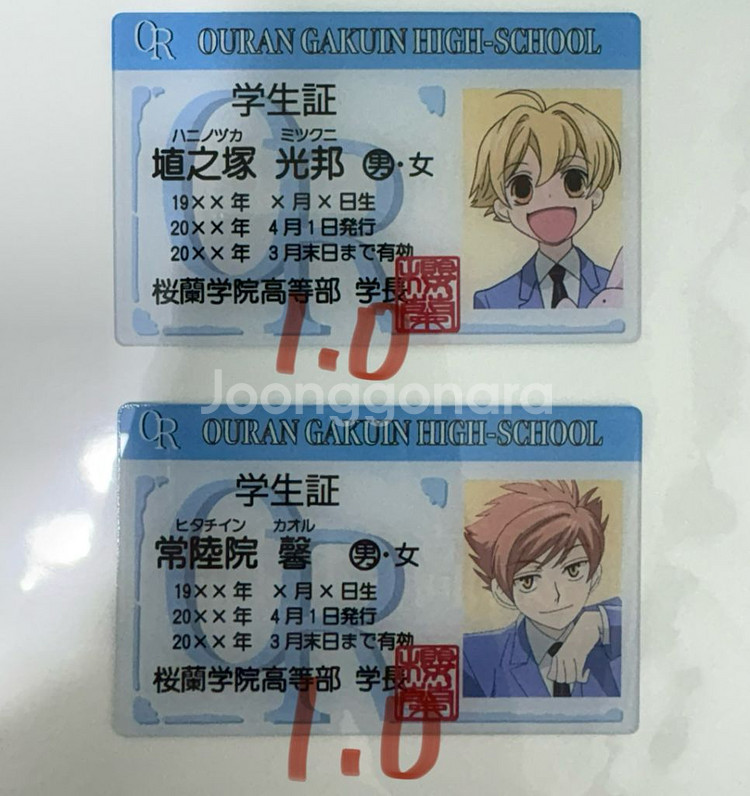 OR OURAN GAKUIN HIGH-SCHOOL
学生証
ハニノヅカ ミツクニ
埴之塚 光邦 男・女
19××年 ×月×日生
20××年 4月1日発行
20××年 3月末日まで有効
桜蘭学院高等部 学長
櫻蘭
1.0
Joonggonara
OR OURAN GAKUIN HIGH-SCHOOL
学生証
ヒタチイン カオル
常陸院 馨 男・女
19××年 ×月×日生
20××年 4月1日発行
20××年 3月末日まで有効
桜蘭学院高等部 学長
櫻蘭
1.0